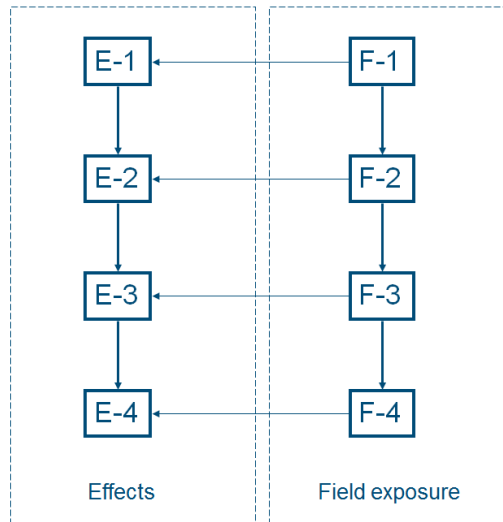 E-1 F-1
E-2 F-2
E-3 F-3
E-4 F-4
Effects Field exposure